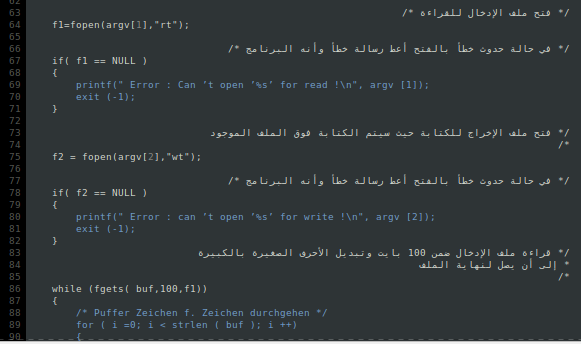 62
63 /* فتح ملف الإدخال للقراءة */
64 f1=fopen(argv[1],"rt");
65
66 /* في حالة حدوث خطأ بالفتح أعط رسالة خطأ وأنه البرنامج */
67 if( f1 == NULL )
68 {
69 printf(" Error : Can ’t open ’%s’ for read !\n", argv [1]);
70 exit (-1);
71 }
72
73 /* فتح ملف الإخراج للكتابة حيث سيتم الكتابة فوق الملف الموجود
74 */
75 f2 = fopen(argv[2],"wt");
76
77 /* في حالة حدوث خطأ بالفتح أعط رسالة خطأ وأنه البرنامج */
78 if( f2 == NULL )
79 {
80 printf(" Error : can ’t open ’%s’ for write !\n", argv [2]);
81 exit (-1);
82 }
83 /* قراءة ملف الإدخال ضمن 100 بايت وتبديل الأحرف الصغيرة بالكبيرة
84 * إلى أن يصل لنهاية الملف
85 */
86 while (fgets( buf,100,f1))
87 {
88 /* Puffer Zeichen f. Zeichen durchgehen */
89 for ( i =0; i < strlen ( buf ); i ++)
90 {